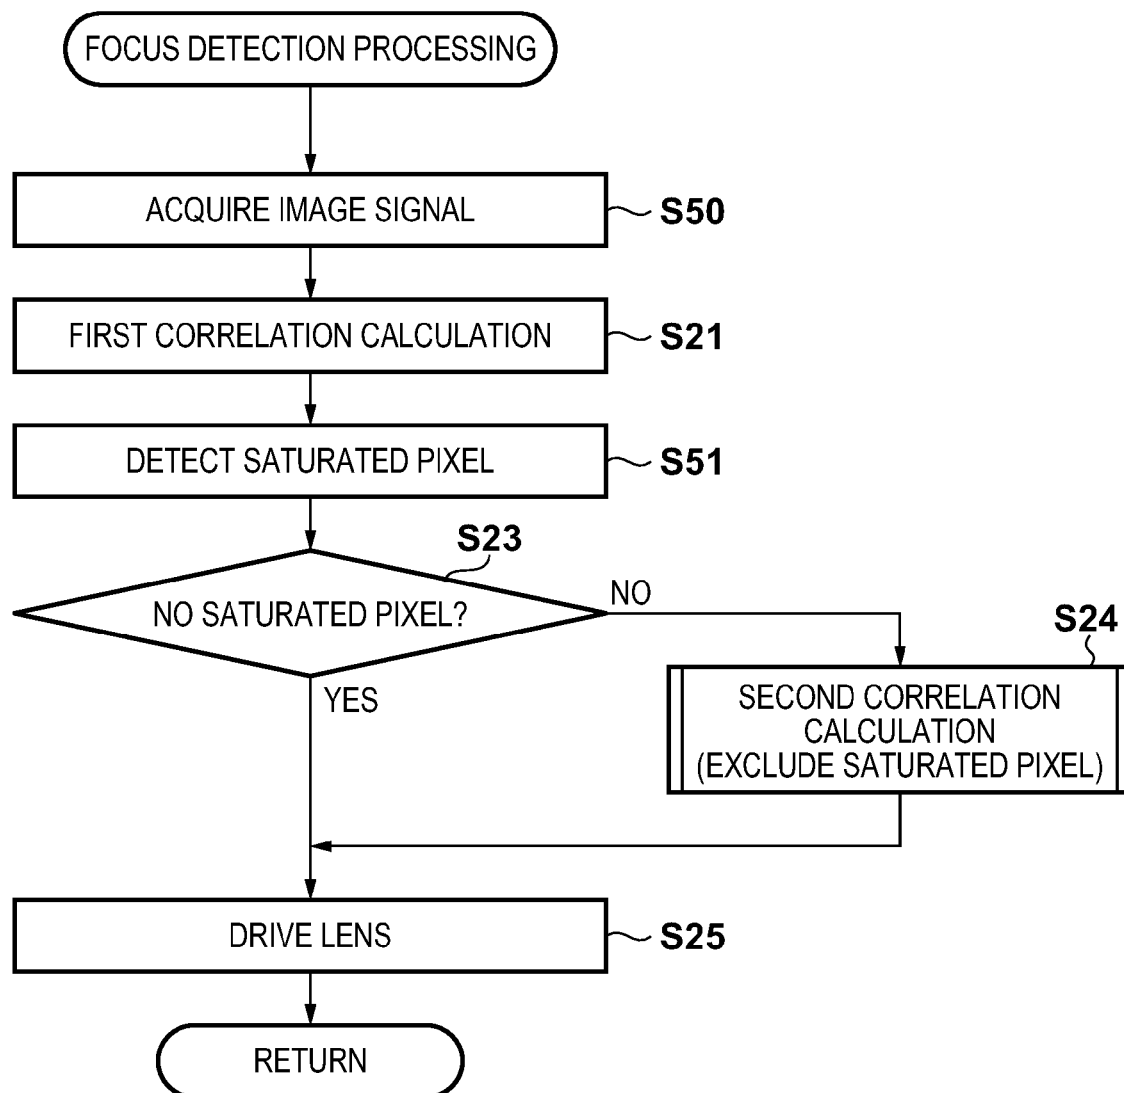 FOCUS DETECTION PROCESSING
ACQUIRE IMAGE SIGNAL
S50
FIRST CORRELATION CALCULATION
S21
DETECT SATURATED PIXEL
S51
S23
NO SATURATED PIXEL?
NO
YES
S24
SECOND CORRELATION
CALCULATION
(EXCLUDE SATURATED PIXEL)
DRIVE LENS
S25
RETURN